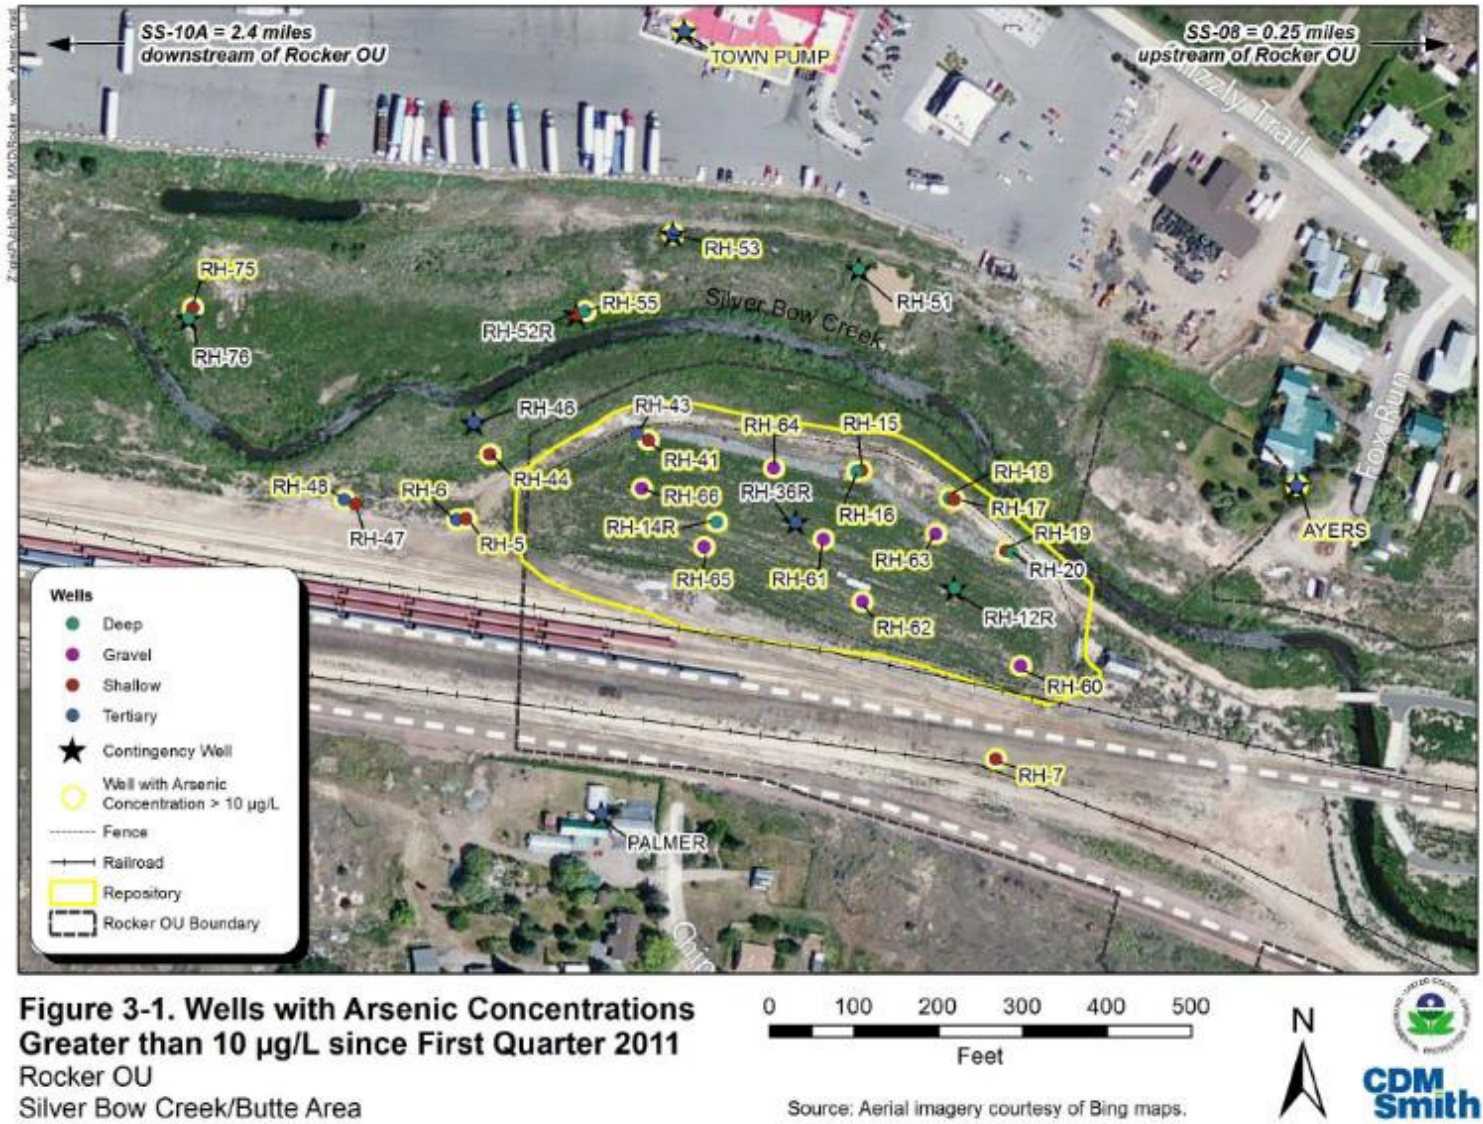 SS-10A = 2.4 miles
downstream of Rocker OU
TOWN PUMP
SS-08 = 0.25 miles
upstream of Rocker OU
Grizzly Trail
RH-53
RH-75
RH-55
RH-51
Silver Bow Creek
RH-52R
RH-76
RH-43
RH-46
RH-64
RH-15
RH-41
RH-44
RH-18
RH-48
RH-6
RH-66
RH-36R
RH-17
RH-16
RH-14R
RH-19
AYERS
Fox Run
RH-47
RH-5
RH-63
RH-20
RH-65
RH-61
RH-12R
RH-62
RH-60
RH-7
PALMER
Wells
Deep
Gravel
Shallow
Tertiary
Contingency Well
Well with Arsenic
Concentration > 10 µg/L
Fence
Railroad
Repository
Rocker OU Boundary
Figure 3-1. Wells with Arsenic Concentrations
Greater than 10 µg/L since First Quarter 2011
Rocker OU
Silver Bow Creek/Butte Area
0 100 200 300 400 500
Feet
Source: Aerial imagery courtesy of Bing maps.
N
CDM
Smith